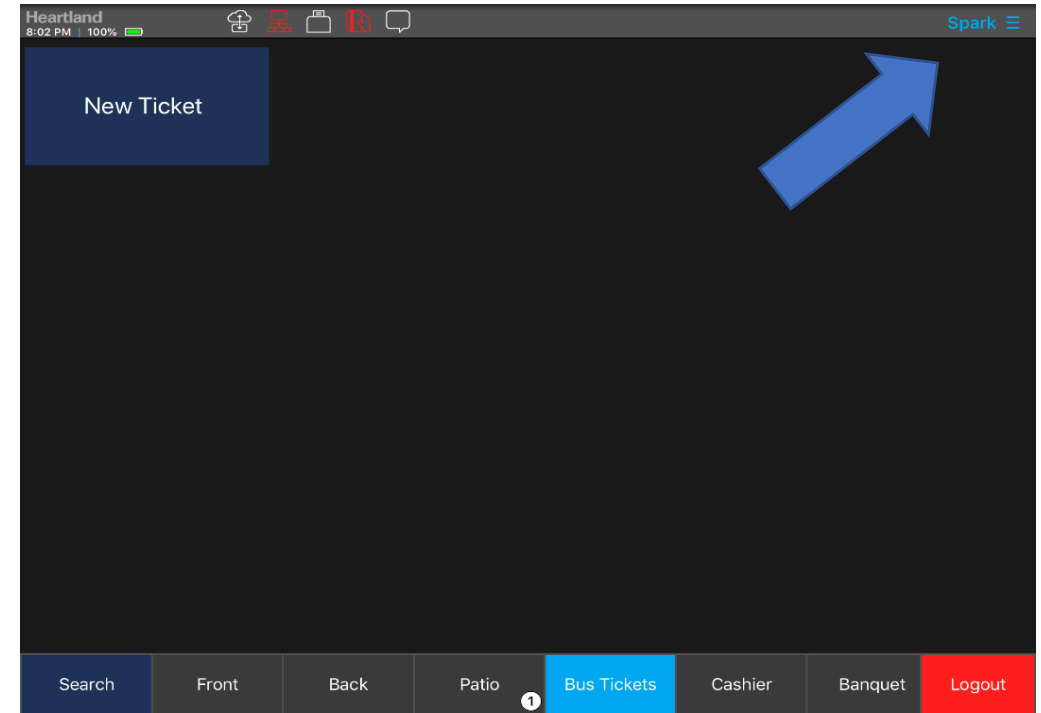 Heartland
8:02 PM | 100%
Spark
New Ticket
Search
Front
Back
Patio
1
Bus Tickets
Cashier
Banquet
Logout